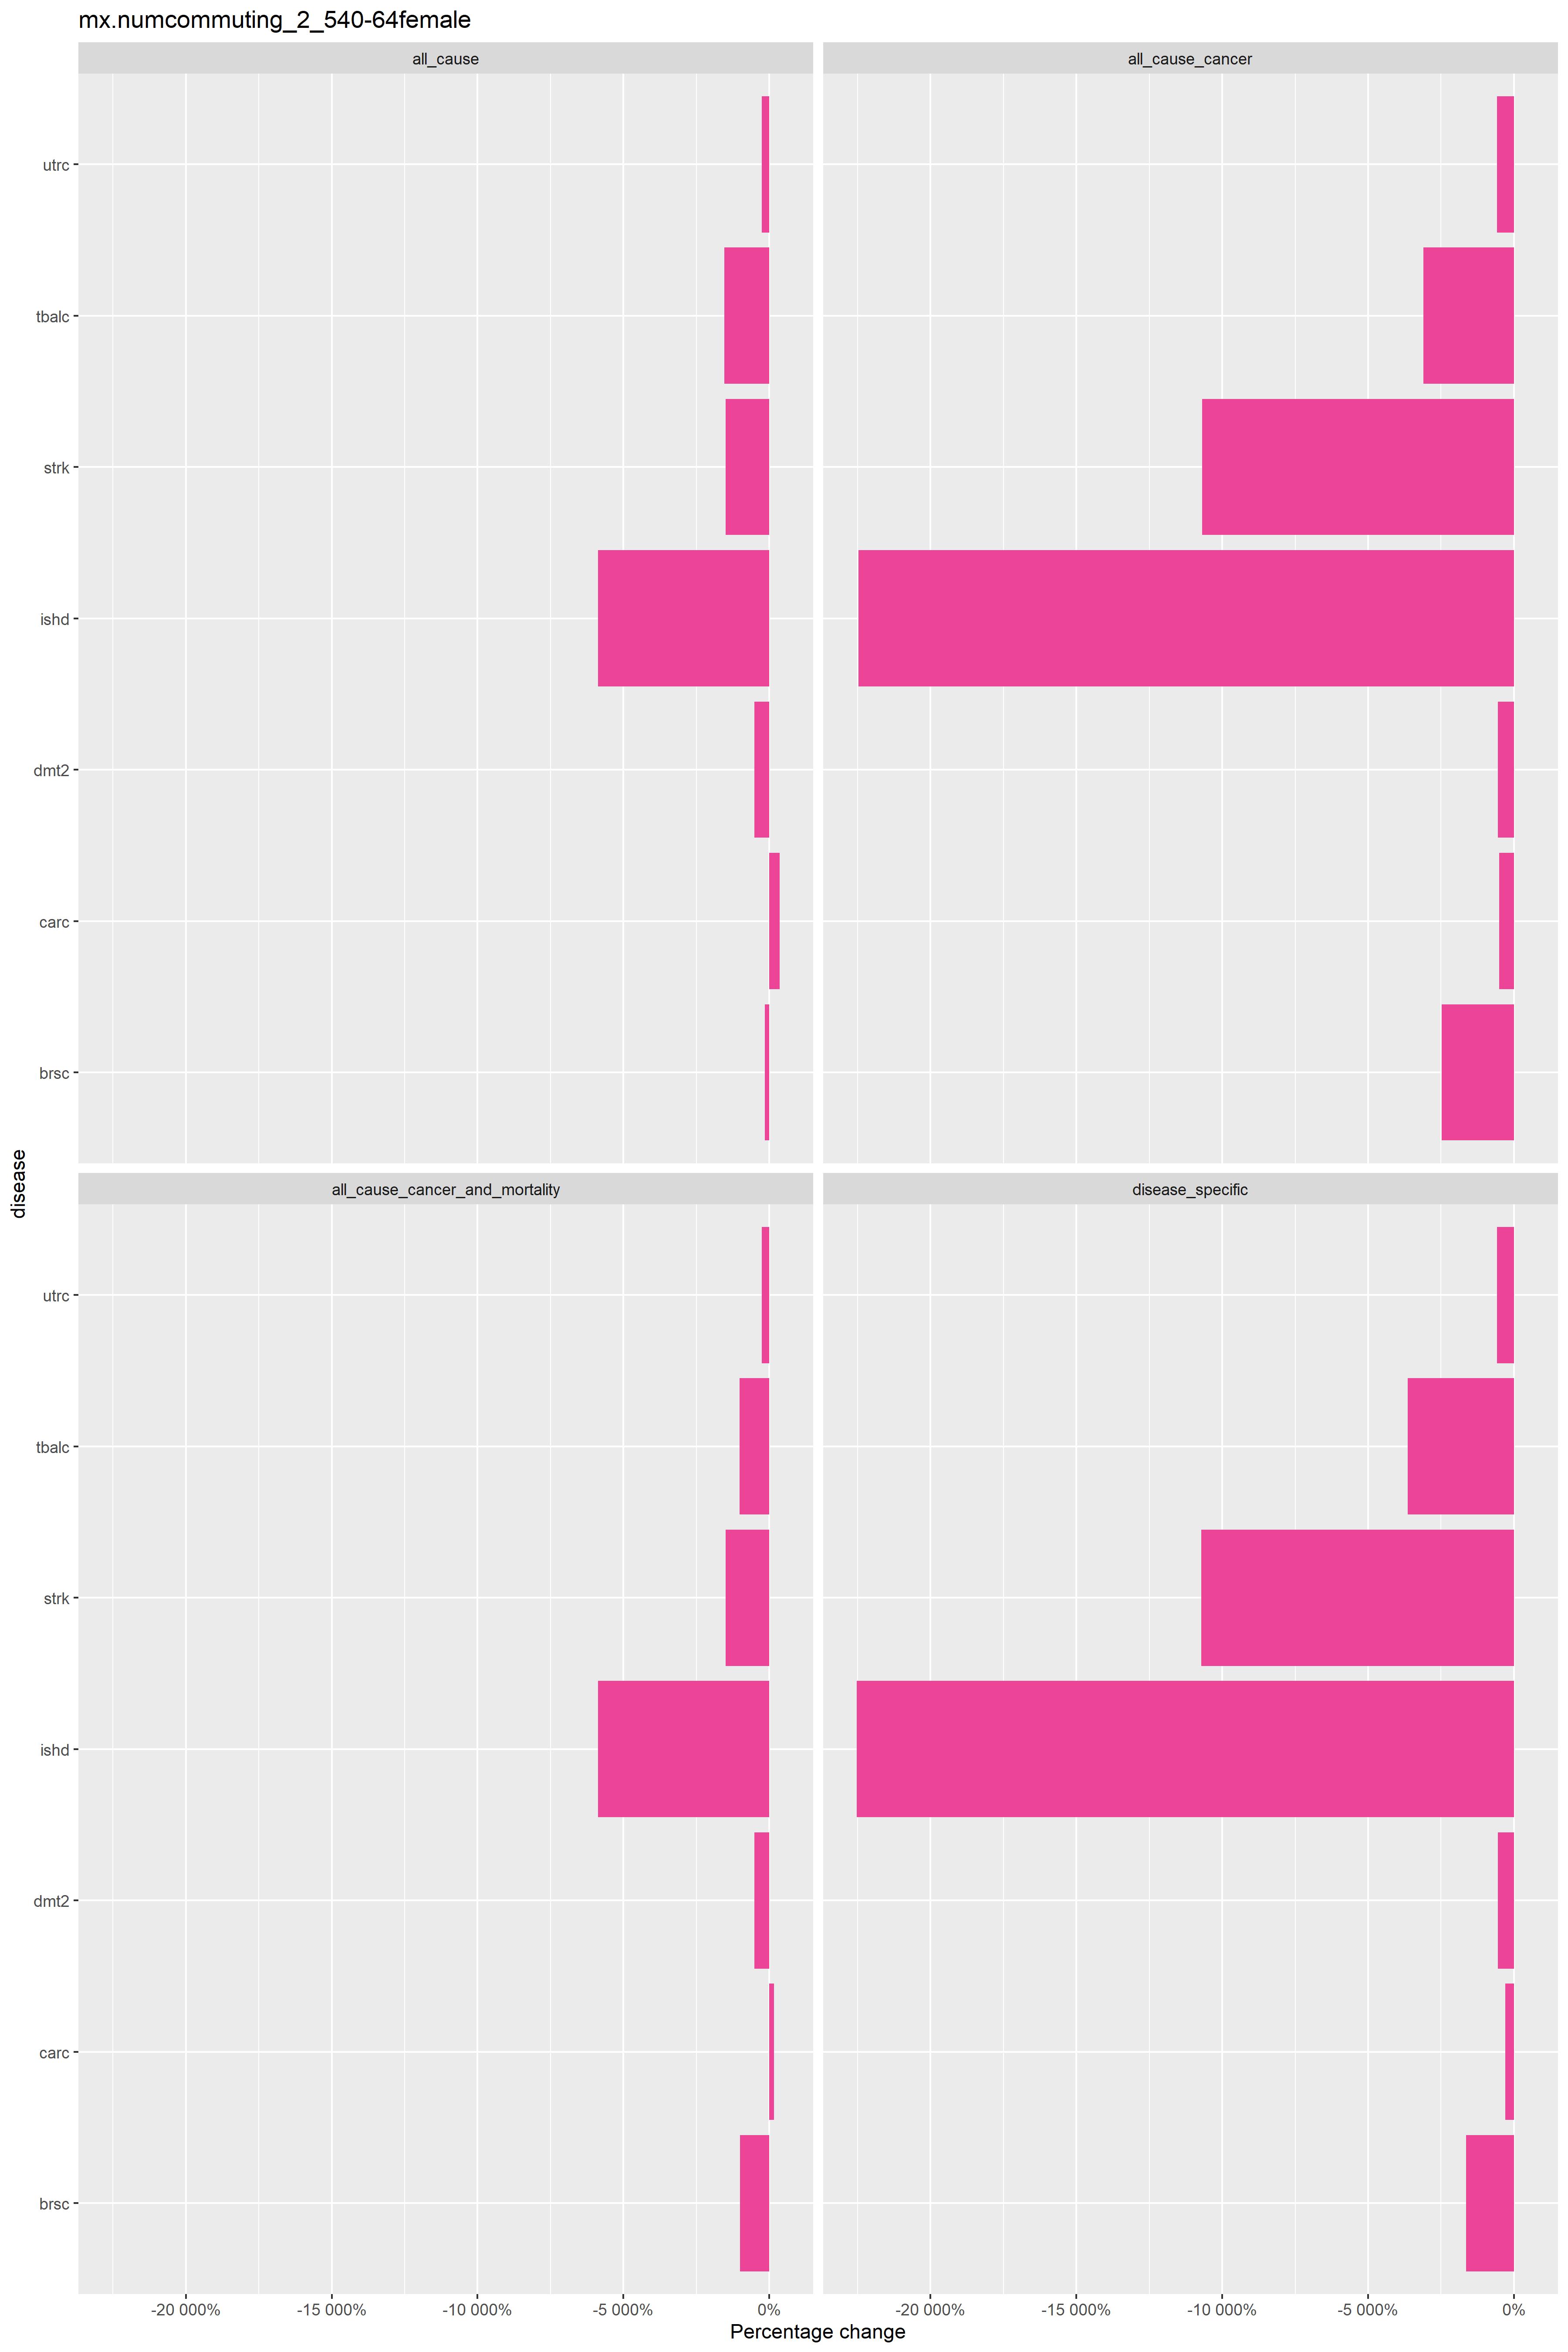 mx.numcommuting_2_540-64female
all_cause
all_cause_cancer
utrc
tbalc
strk
ishd
dmt2
carc
brsc
disease
all_cause_cancer_and_mortality
disease_specific
utrc
tbalc
strk
ishd
dmt2
carc
brsc
-20 000% -15 000% -10 000% -5 000% 0%
-20 000% -15 000% -10 000% -5 000% 0%
Percentage change